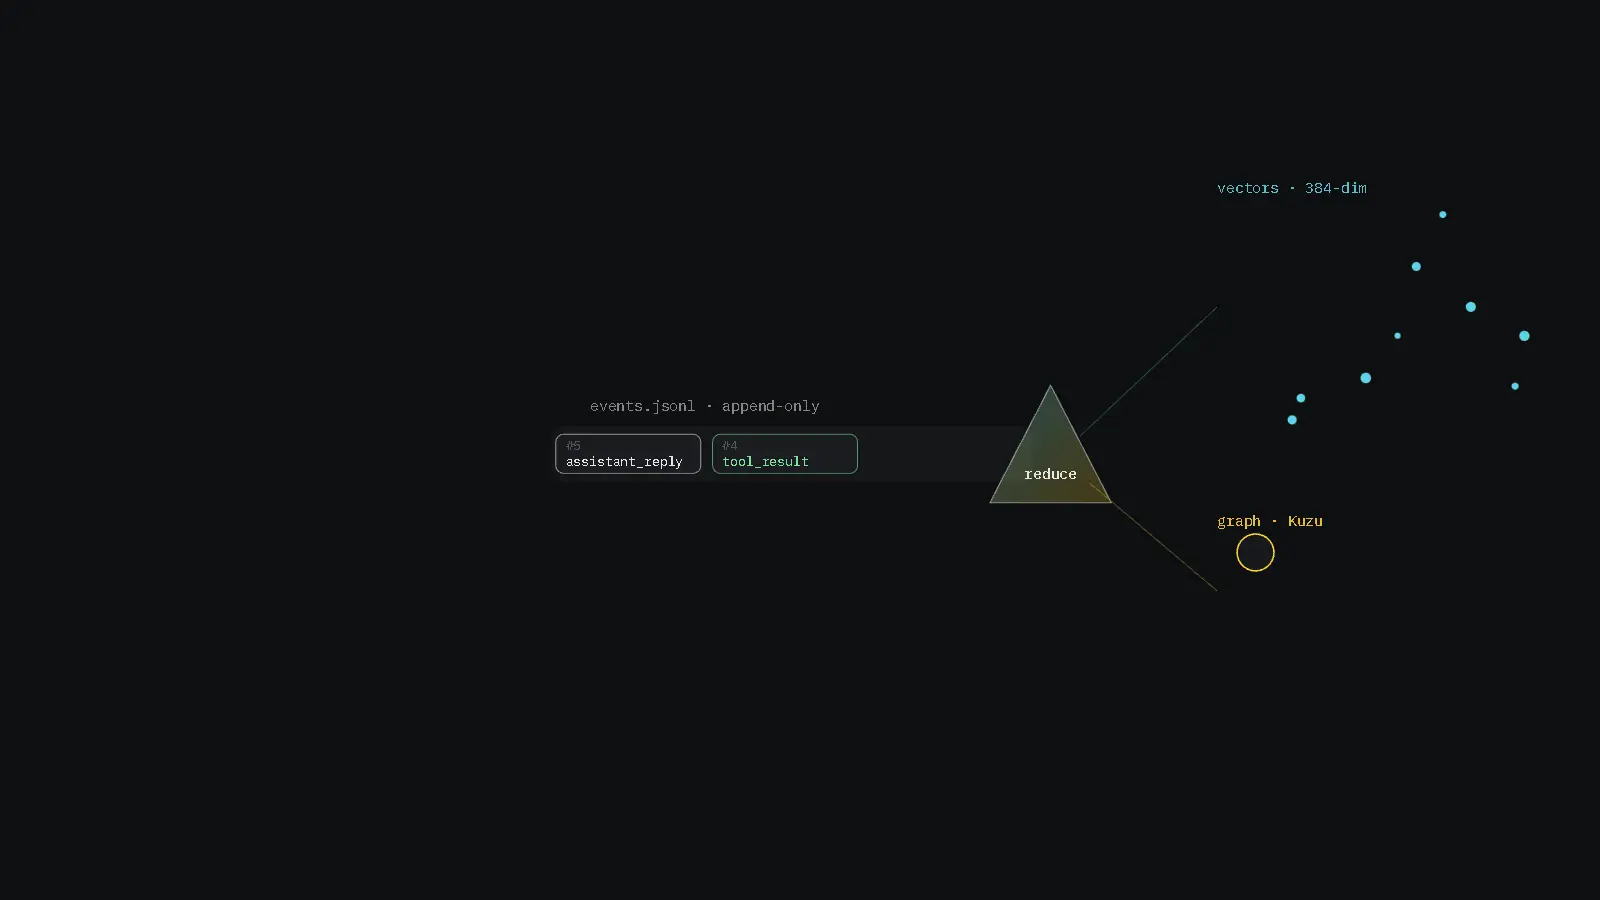 vectors · 384-dim
events.jsonl · append-only
#5
assistant_reply
#4
tool_result
reduce
graph · Kuzu